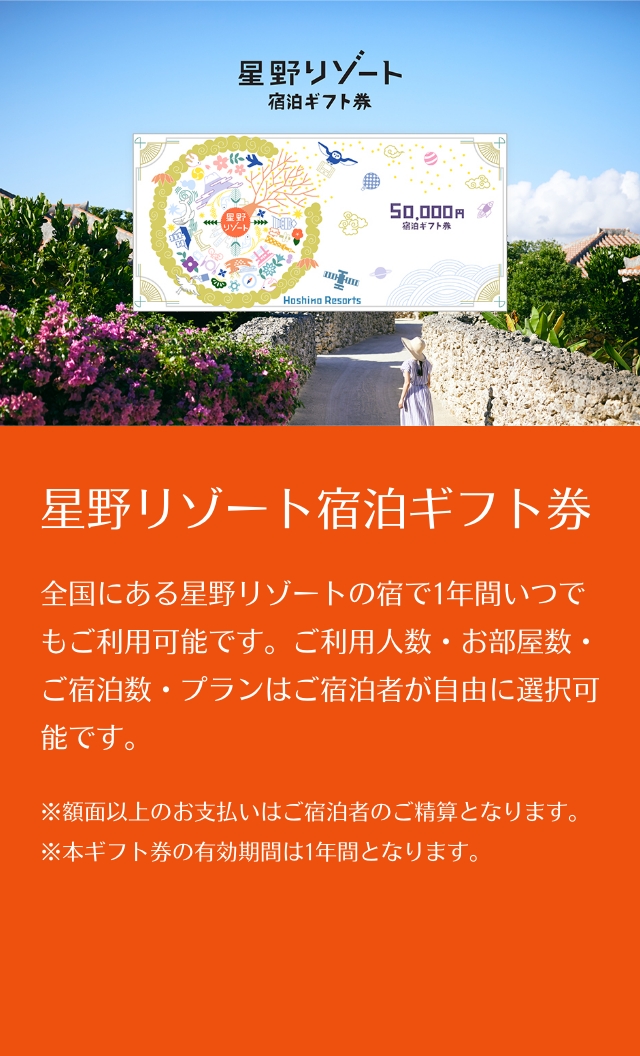 星野リゾート
宿泊ギフト券
星野
リゾート
50,000円
宿泊ギフト券
Hoshino Resorts
星野リゾート宿泊ギフト券
全国にある星野リゾートの宿で1年間いつで
もご利用可能です。ご利用人数・お部屋数・
ご宿泊数・プランはご宿泊者が自由に選択可
能です。
※額面以上のお支払いはご宿泊者のご精算となります。
※本ギフト券の有効期間は1年間となります。